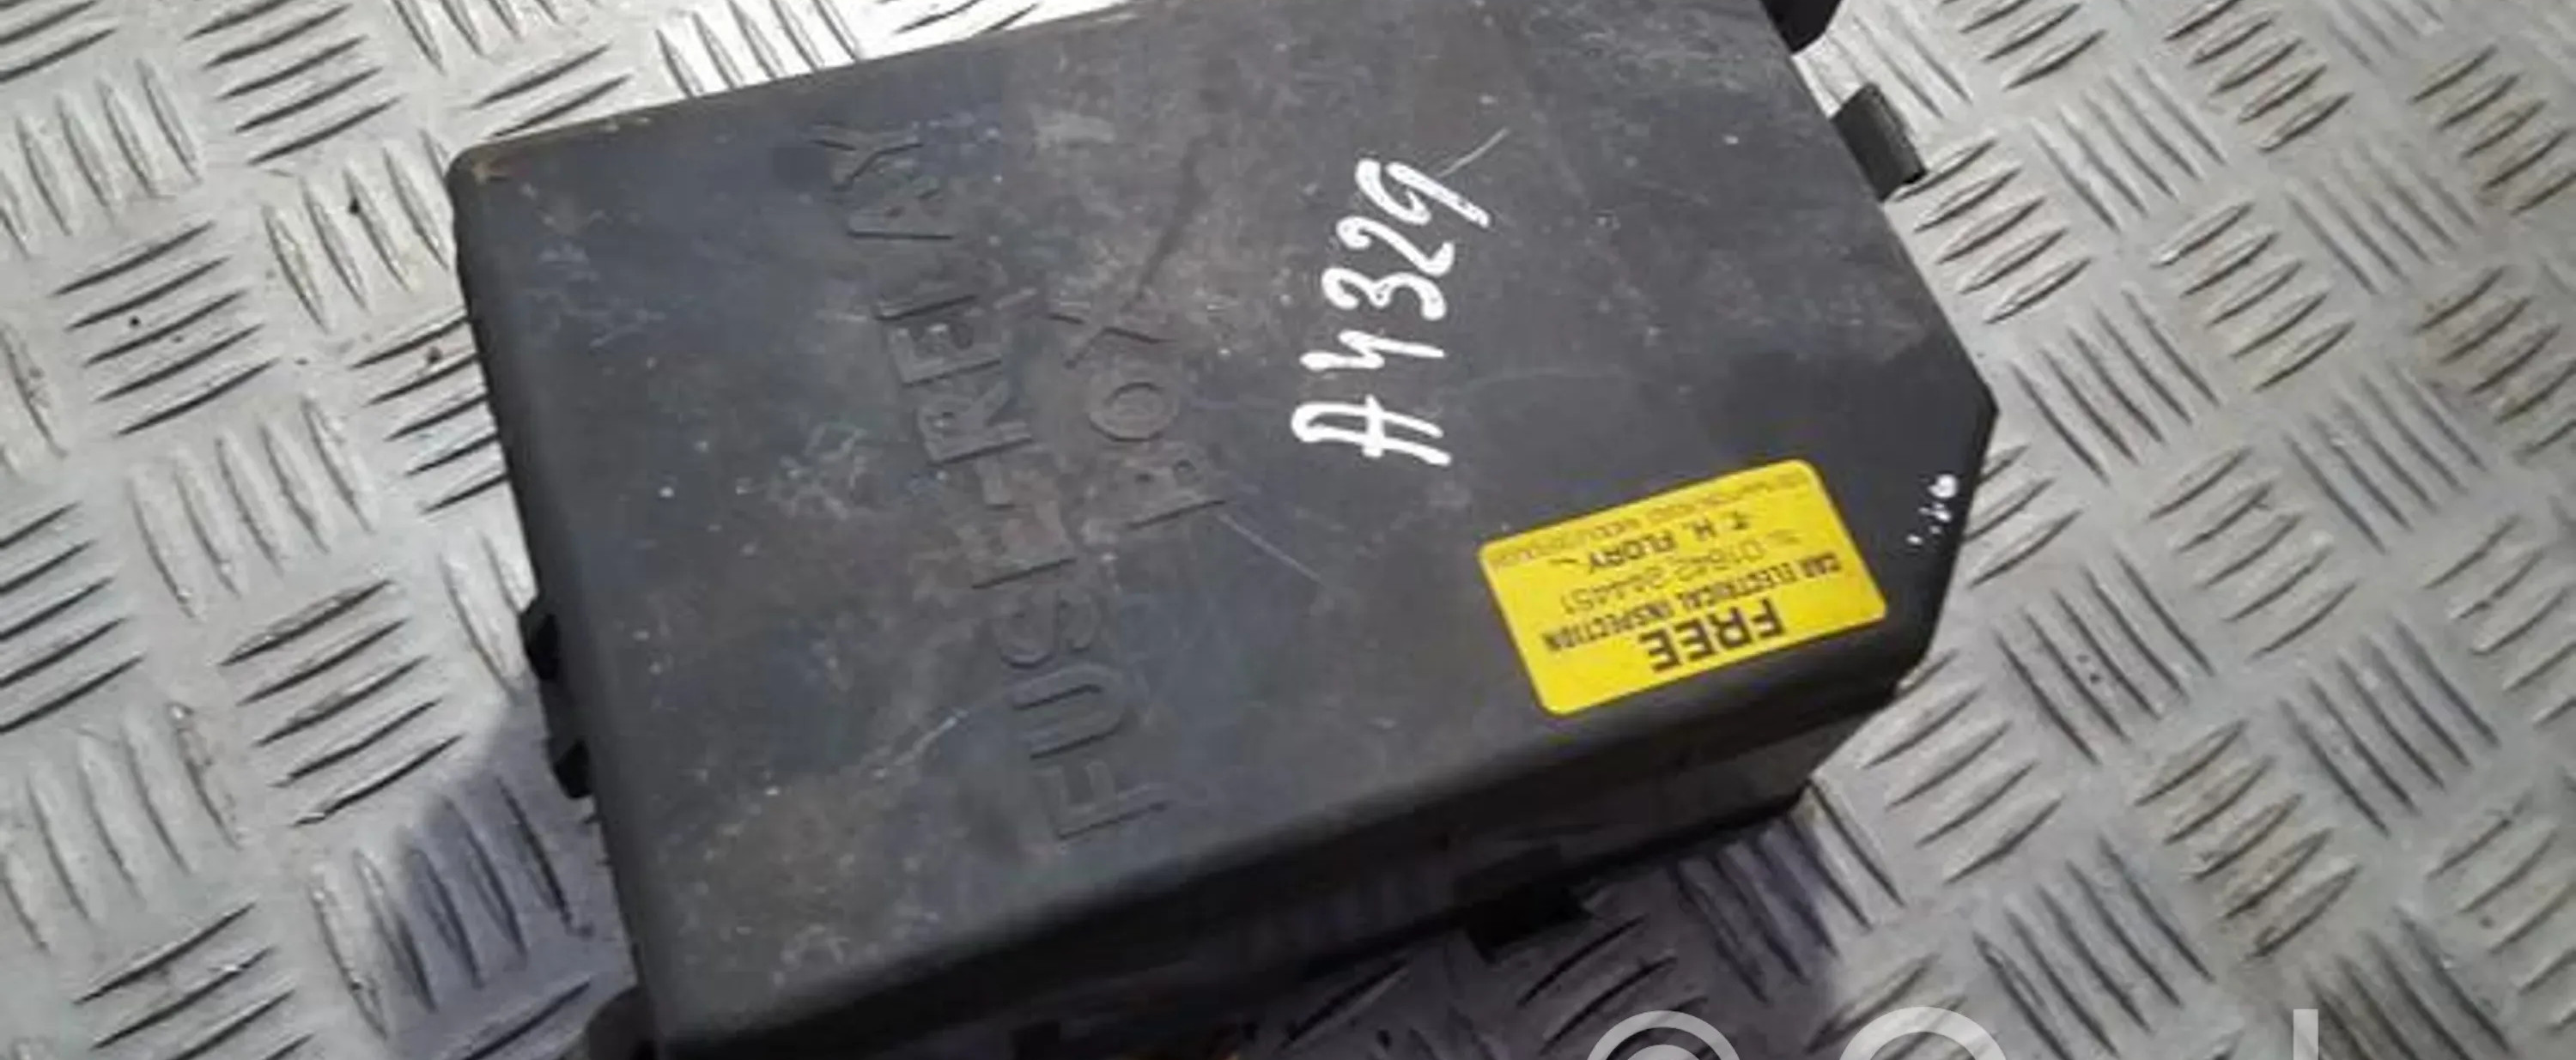 FUSE-RELAY
BOX
A4329
FREE
CAR ELECTRICAL INSPECTION
T. H. FLORY